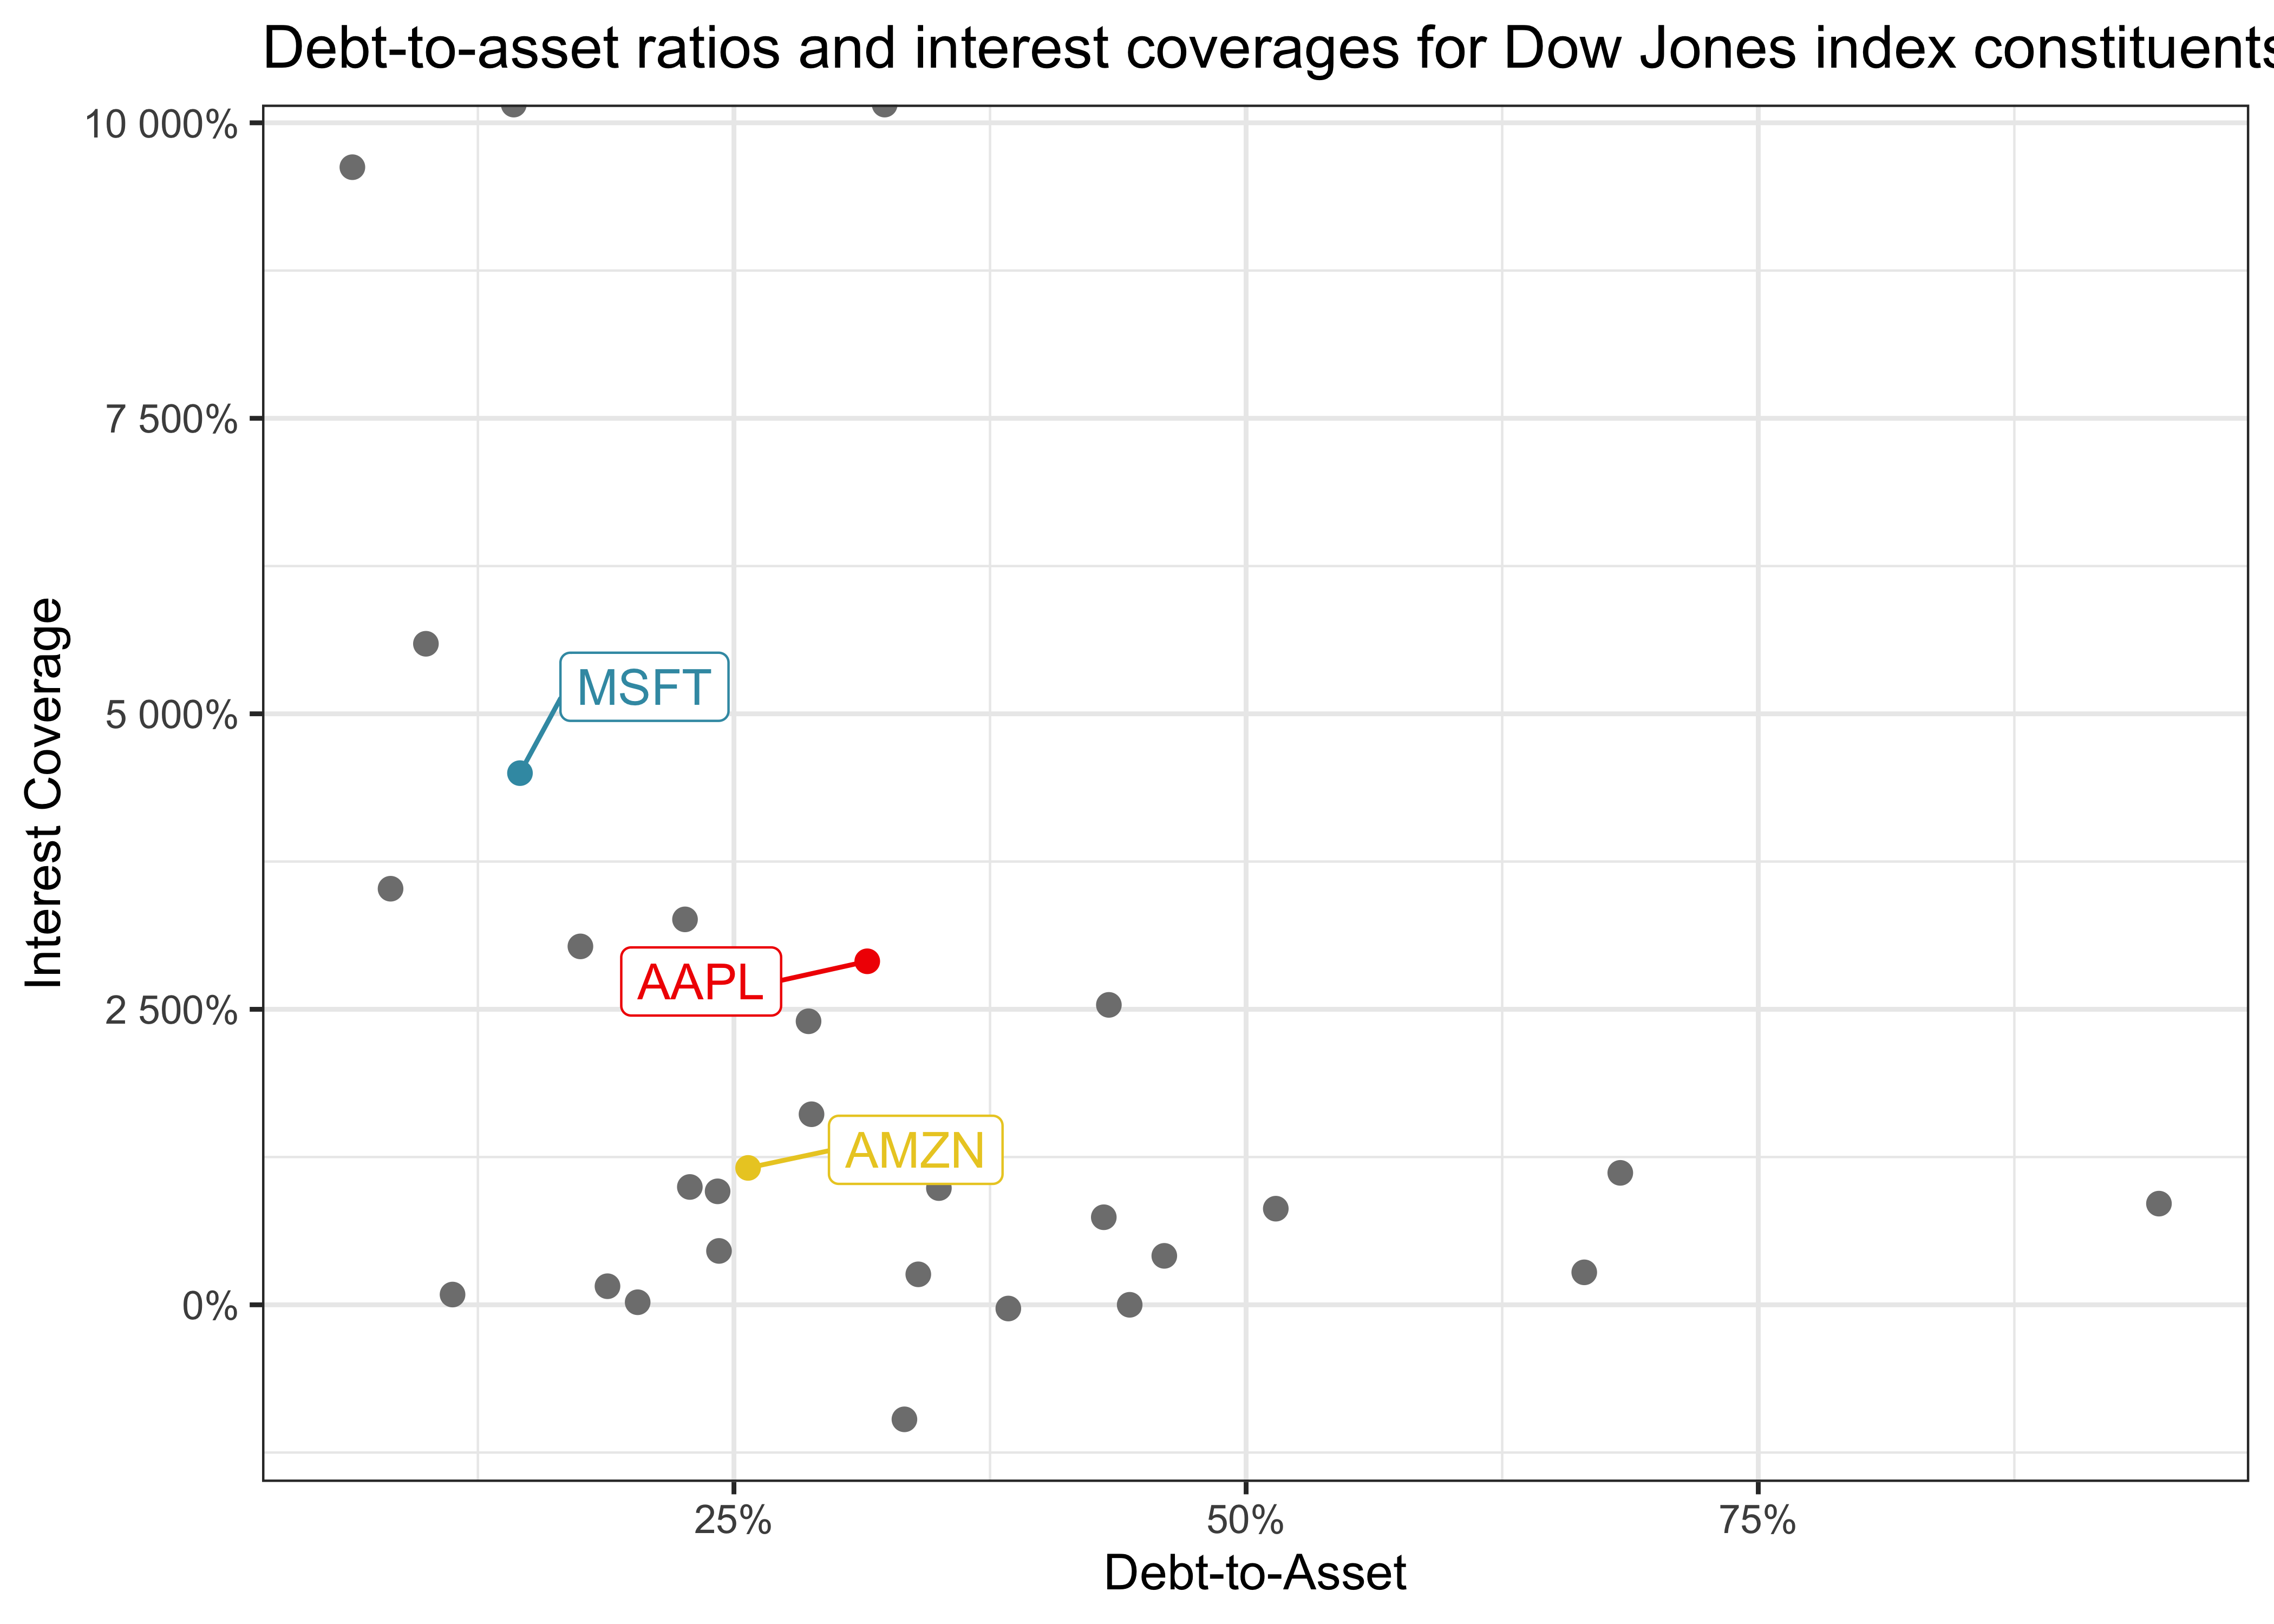 Debt-to-asset ratios and interest coverages for Dow Jones index constituents
10 000%
7 500%
5 000%
2 500%
0%
Interest Coverage
MSFT
AAPL
AMZN
25%
50%
75%
Debt-to-Asset